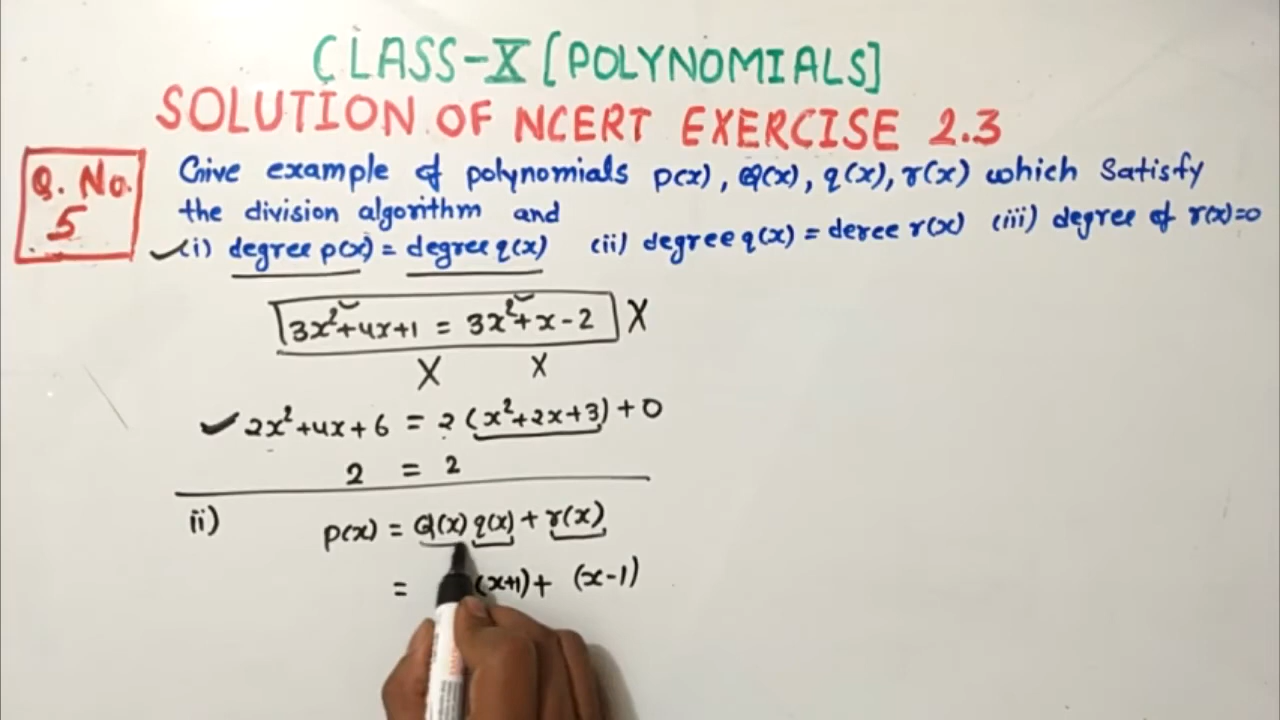 CLASS-X [POLYNOMIALS]
SOLUTION OF NCERT EXERCISE 2.3
Q. No. 5
Give example of polynomials p(x), Q(x), q(x), r(x) which satisfy
the division algorithm and
(i) degree p(x) = degree q(x) (ii) degree q(x) = deree r(x) (iii) degree of r(x)=0
3x²+4x+1 = 3x²+x-2 X
X X
✓ 2x²+4x+6 = 2(x²+2x+3)+0
2 = 2
ii) p(x) = Q(x) q(x) + r(x)
= (x+1) + (x-1)